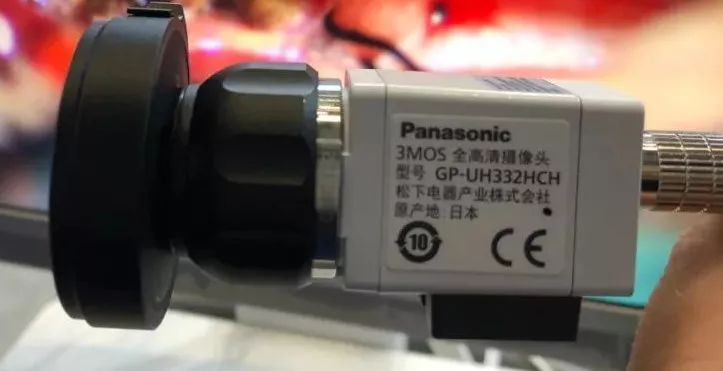 Panasonic
3MOS 全高清摄像头
型号 GP-UH332HCH
松下电器产业株式会社
原产地:日本
10 CE